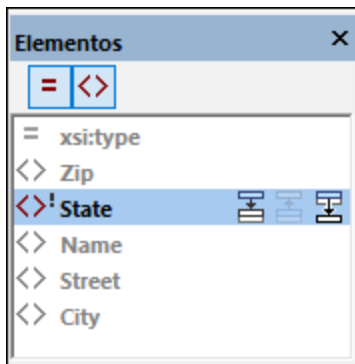 Elementos
= <>
= xsi:type
<> Zip
<>! State
<> Name
<> Street
<> City